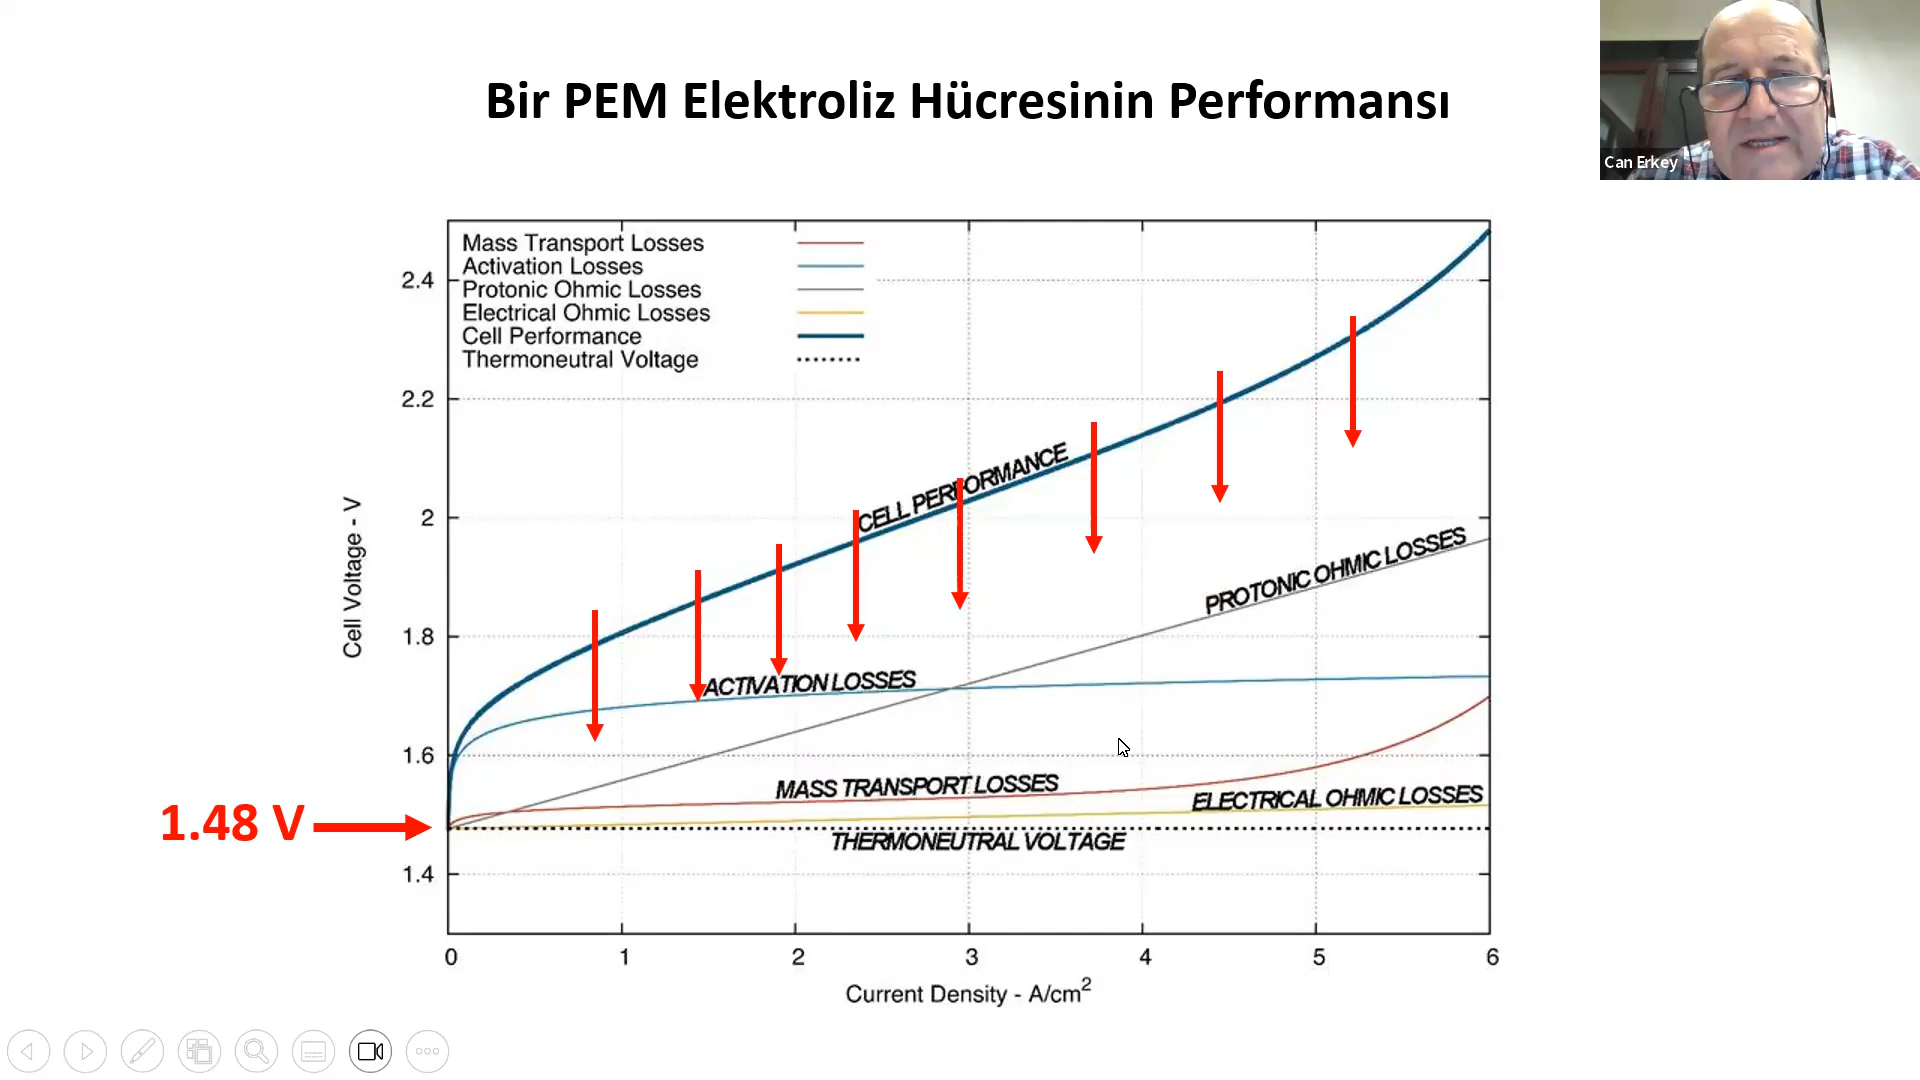 Bir PEM Elektroliz Hücresinin Performansı
Can Erkey
Mass Transport Losses
Activation Losses
Protonic Ohmic Losses
Electrical Ohmic Losses
Cell Performance
Thermoneutral Voltage
2.4
2.2
2
1.8
1.6
1.4
Cell Voltage - V
CELL PERFORMANCE
PROTONIC OHMIC LOSSES
ACTIVATION LOSSES
MASS TRANSPORT LOSSES
ELECTRICAL OHMIC LOSSES
1.48 V
THERMONEUTRAL VOLTAGE
0 1 2 3 4 5 6
Current Density - A/cm²